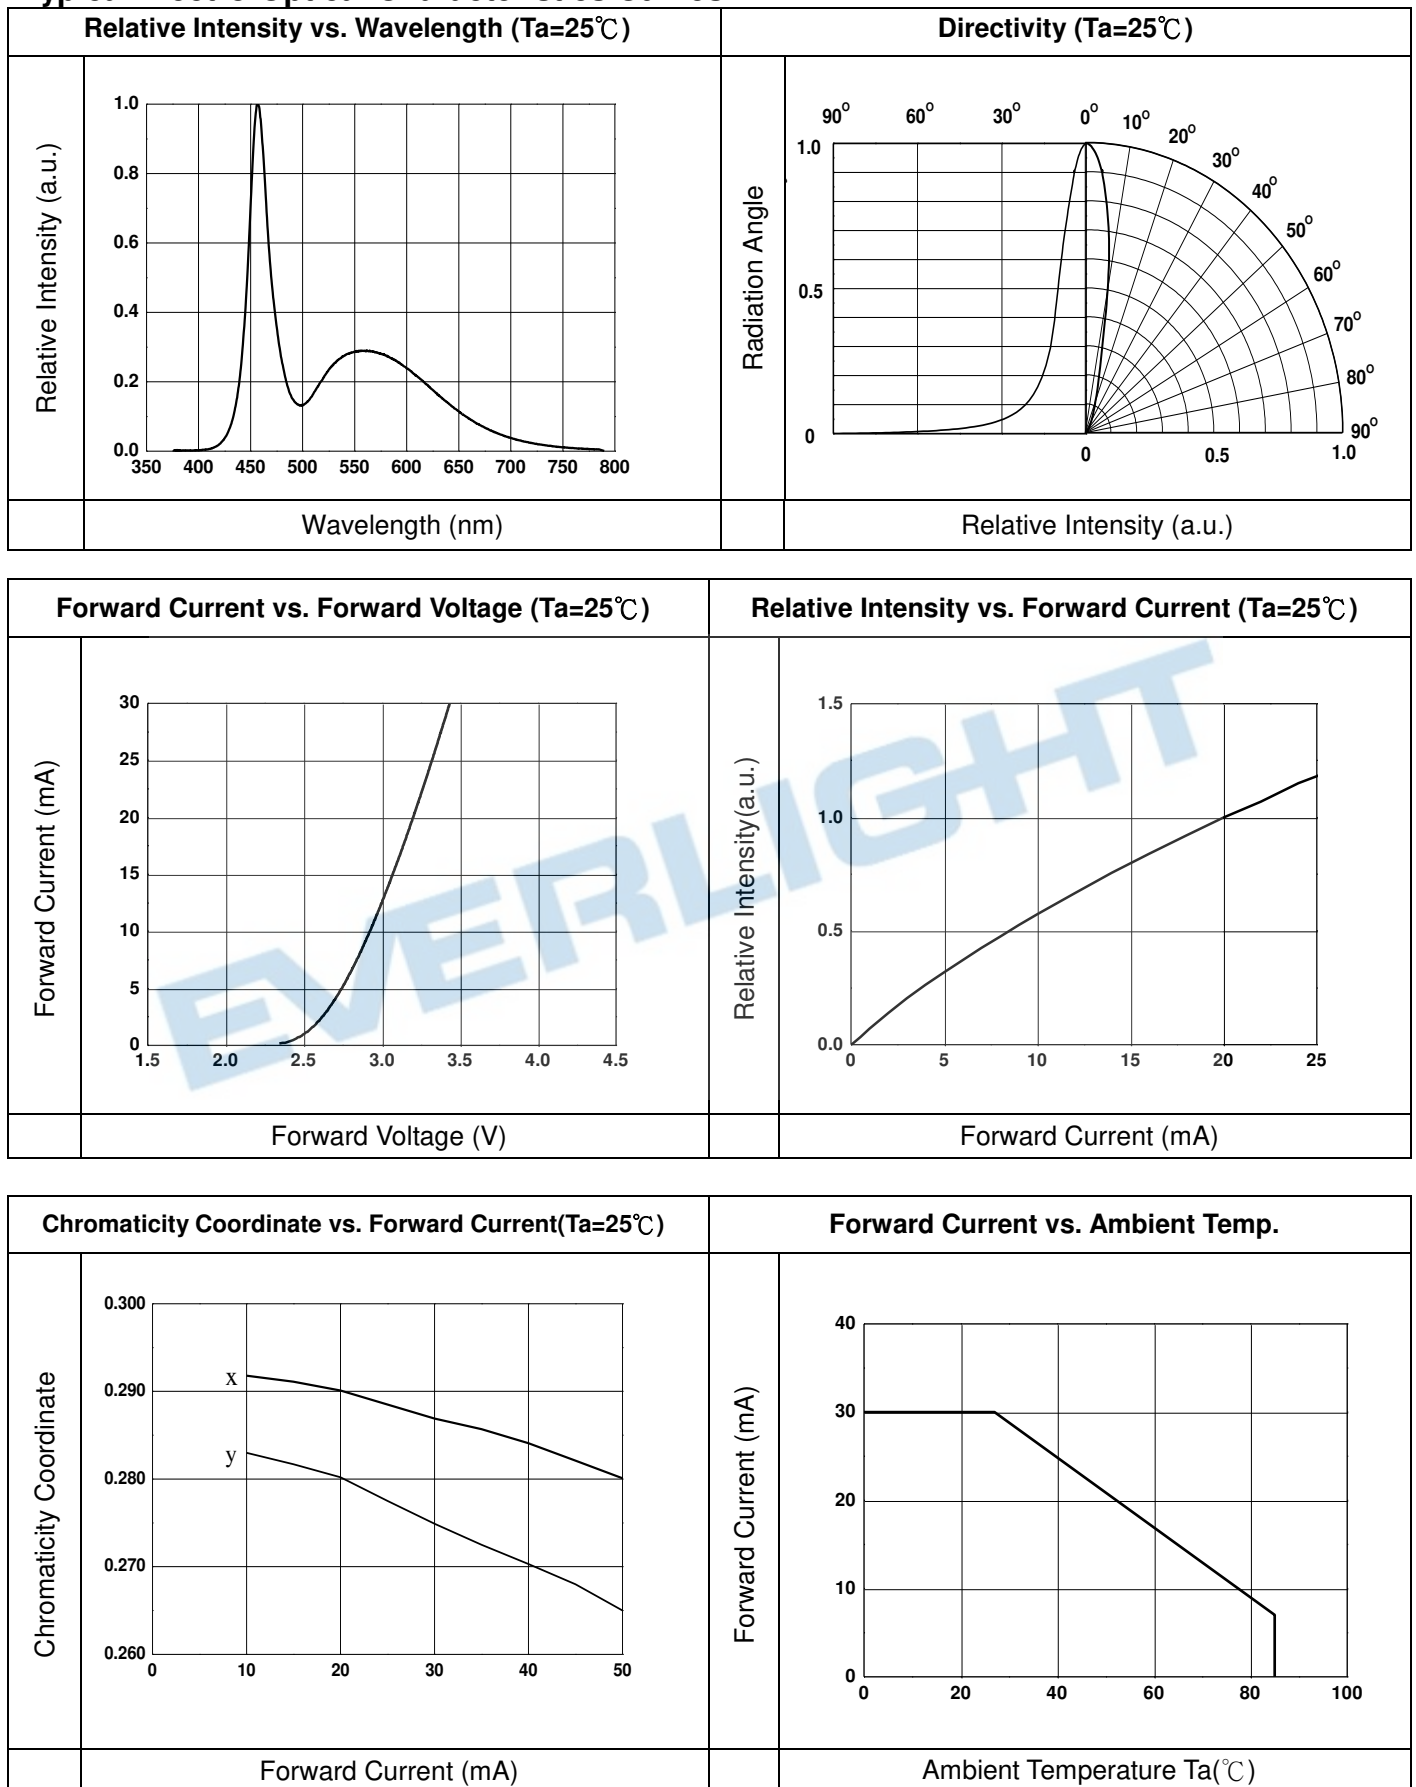 Relative Intensity vs. Wavelength (Ta=25℃)
Directivity (Ta=25℃)
Relative Intensity (a.u.)
1.0
0.8
0.6
0.4
0.2
0.0
350 400 450 500 550 600 650 700 750 800
Wavelength (nm)
Radiation Angle
90° 60° 30° 0° 10° 20° 30° 40° 50° 60° 70° 80° 90°
1.0
0.5
0
0 0.5 1.0
Relative Intensity (a.u.)
Forward Current vs. Forward Voltage (Ta=25℃)
Relative Intensity vs. Forward Current (Ta=25℃)
Forward Current (mA)
30
25
20
15
10
5
0
1.5 2.0 2.5 3.0 3.5 4.0 4.5
Forward Voltage (V)
Relative Intensity(a.u.)
1.5
1.0
0.5
0.0
0 5 10 15 20 25
Forward Current (mA)
EVERLIGHT
Chromaticity Coordinate vs. Forward Current(Ta=25℃)
Forward Current vs. Ambient Temp.
Chromaticity Coordinate
0.300
0.290
0.280
0.270
0.260
x
y
0 10 20 30 40 50
Forward Current (mA)
Forward Current (mA)
40
30
20
10
0
0 20 40 60 80 100
Ambient Temperature Ta(℃)